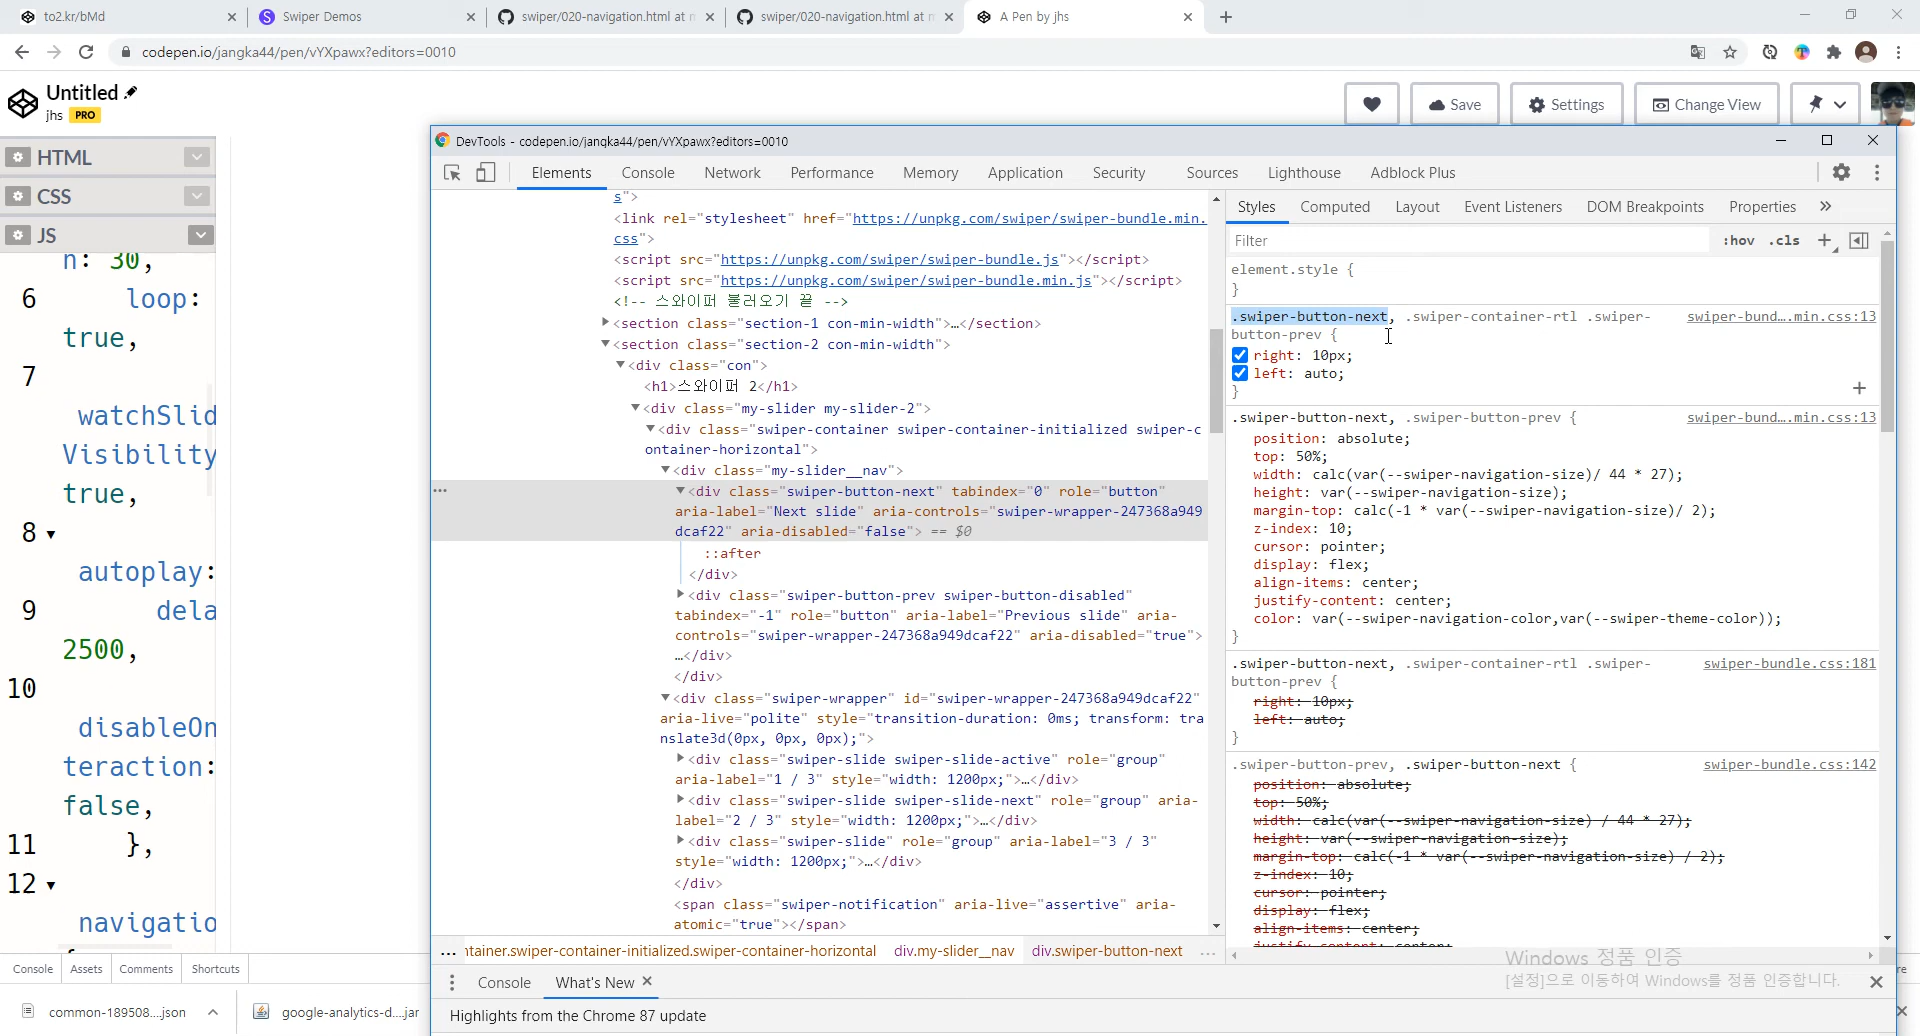 to2.kr/bMd
Swiper Demos
swiper/020-navigation.html at m
swiper/020-navigation.html at m
A Pen by jhs
codepen.io/jangka44/pen/vYXpawx?editors=0010
Untitled
jhs PRO
Save
Settings
Change View
HTML
CSS
JS
n: 30,
6 loop:
true,
7
watchSlid
Visibility
true,
8
autoplay:
9 dela
2500,
10
disableOn
teraction:
false,
11 },
12
navigatio
Console
Assets
Comments
Shortcuts
common-189508....json
google-analytics-d....jar
DevTools - codepen.io/jangka44/pen/vYXpawx?editors=0010
Elements
Console
Network
Performance
Memory
Application
Security
Sources
Lighthouse
Adblock Plus
s">
<link rel="stylesheet" href="https://unpkg.com/swiper/swiper-bundle.min.
css">
<script src="https://unpkg.com/swiper/swiper-bundle.js"></script>
<script src="https://unpkg.com/swiper/swiper-bundle.min.js"></script>
<!-- 스와이퍼 불러오기 끝 -->
<section class="section-1 con-min-width">…</section>
<section class="section-2 con-min-width">
<div class="con">
<h1>스와이퍼 2</h1>
<div class="my-slider my-slider-2">
<div class="swiper-container swiper-container-initialized swiper-c
ontainer-horizontal">
<div class="my-slider__nav">
<div class="swiper-button-next" tabindex="0" role="button"
aria-label="Next slide" aria-controls="swiper-wrapper-247368a949
dcaf22" aria-disabled="false"> == $0
::after
</div>
<div class="swiper-button-prev swiper-button-disabled"
tabindex="-1" role="button" aria-label="Previous slide" aria-
controls="swiper-wrapper-247368a949dcaf22" aria-disabled="true">
…</div>
</div>
<div class="swiper-wrapper" id="swiper-wrapper-247368a949dcaf22"
aria-live="polite" style="transition-duration: 0ms; transform: tra
nslate3d(0px, 0px, 0px);">
<div class="swiper-slide swiper-slide-active" role="group"
aria-label="1 / 3" style="width: 1200px;">…</div>
<div class="swiper-slide swiper-slide-next" role="group" aria-
label="2 / 3" style="width: 1200px;">…</div>
<div class="swiper-slide" role="group" aria-label="3 / 3"
style="width: 1200px;">…</div>
</div>
<span class="swiper-notification" aria-live="assertive" aria-
atomic="true"></span>
... ntainer.swiper-container-initialized.swiper-container-horizontal div.my-slider__nav div.swiper-button-next ...
Styles
Computed
Layout
Event Listeners
DOM Breakpoints
Properties
Filter
:hov .cls
element.style {
}
.swiper-button-next, .swiper-container-rtl .swiper- swiper-bund….min.css:13
button-prev {
right: 10px;
left: auto;
}
.swiper-button-next, .swiper-button-prev { swiper-bund….min.css:13
position: absolute;
top: 50%;
width: calc(var(--swiper-navigation-size)/ 44 * 27);
height: var(--swiper-navigation-size);
margin-top: calc(-1 * var(--swiper-navigation-size)/ 2);
z-index: 10;
cursor: pointer;
display: flex;
align-items: center;
justify-content: center;
color: var(--swiper-navigation-color,var(--swiper-theme-color));
}
.swiper-button-next, .swiper-container-rtl .swiper- swiper-bundle.css:181
button-prev {
right: 10px;
left: auto;
}
.swiper-button-prev, .swiper-button-next { swiper-bundle.css:142
position: absolute;
top: 50%;
width: calc(var(--swiper-navigation-size) / 44 * 27);
height: var(--swiper-navigation-size);
margin-top: calc(-1 * var(--swiper-navigation-size) / 2);
z-index: 10;
cursor: pointer;
display: flex;
align-items: center;
justify-content: center;
Windows 정품 인증
[설정]으로 이동하여 Windows를 정품 인증합니다.
Console
What's New
Highlights from the Chrome 87 update